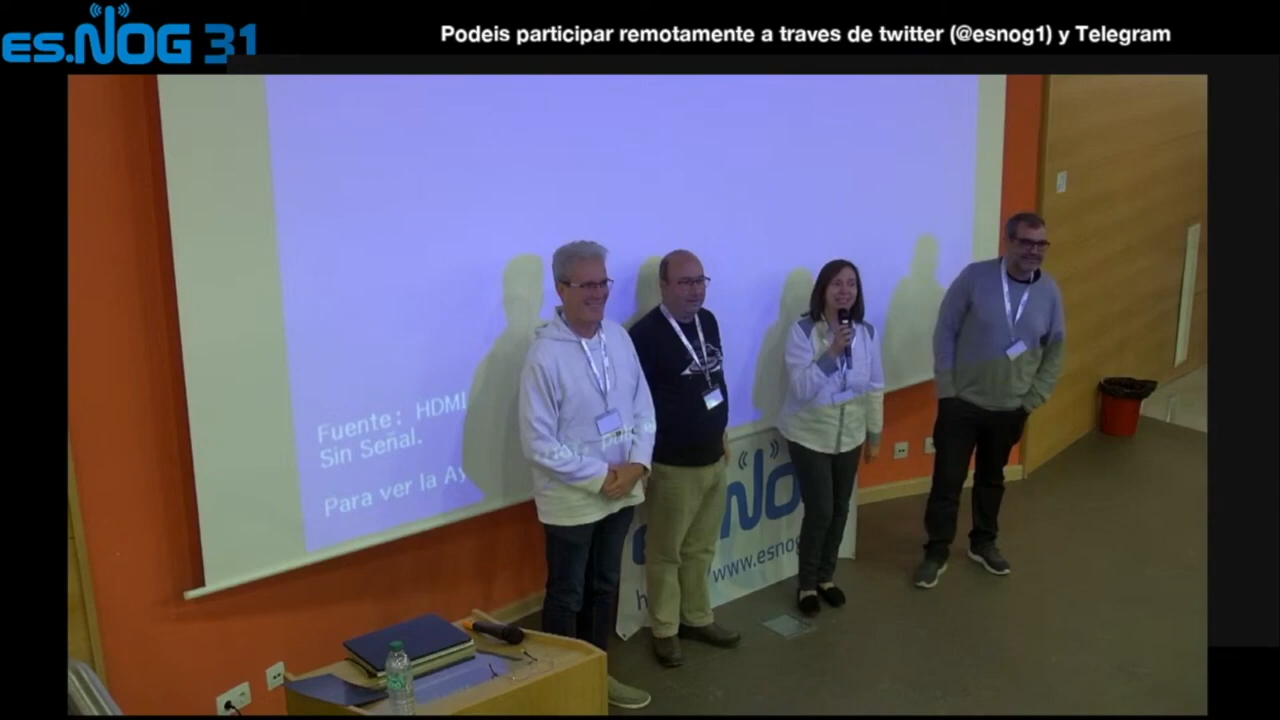 es.NOG 31
Podeis participar remotamente a traves de twitter (@esnog1) y Telegram
Fuente: HDMI
Sin Señal.
Para ver la Ay
NO
www.esnog